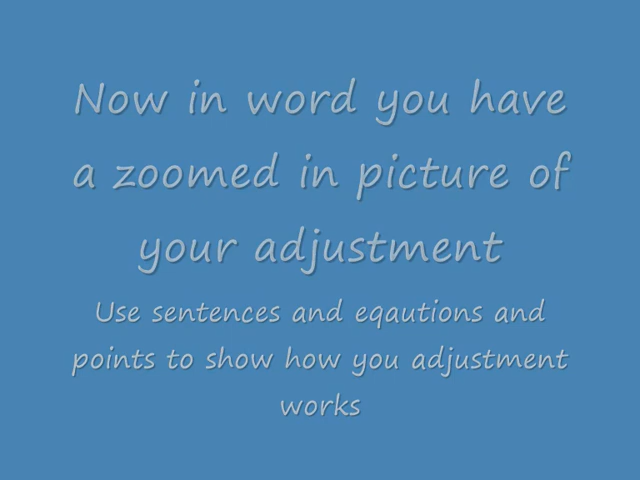 Now in word you have
a zoomed in picture of
your adjustment
Use sentences and eqautions and
points to show how you adjustment
works